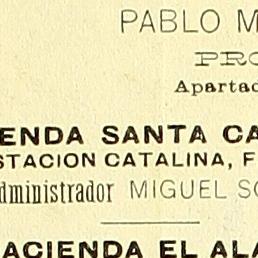 PABLO M
PRO
Apartad
ENDA SANTA CA
STACION CATALINA, F
dministrador MIGUEL SO
ACIENDA EL ALA